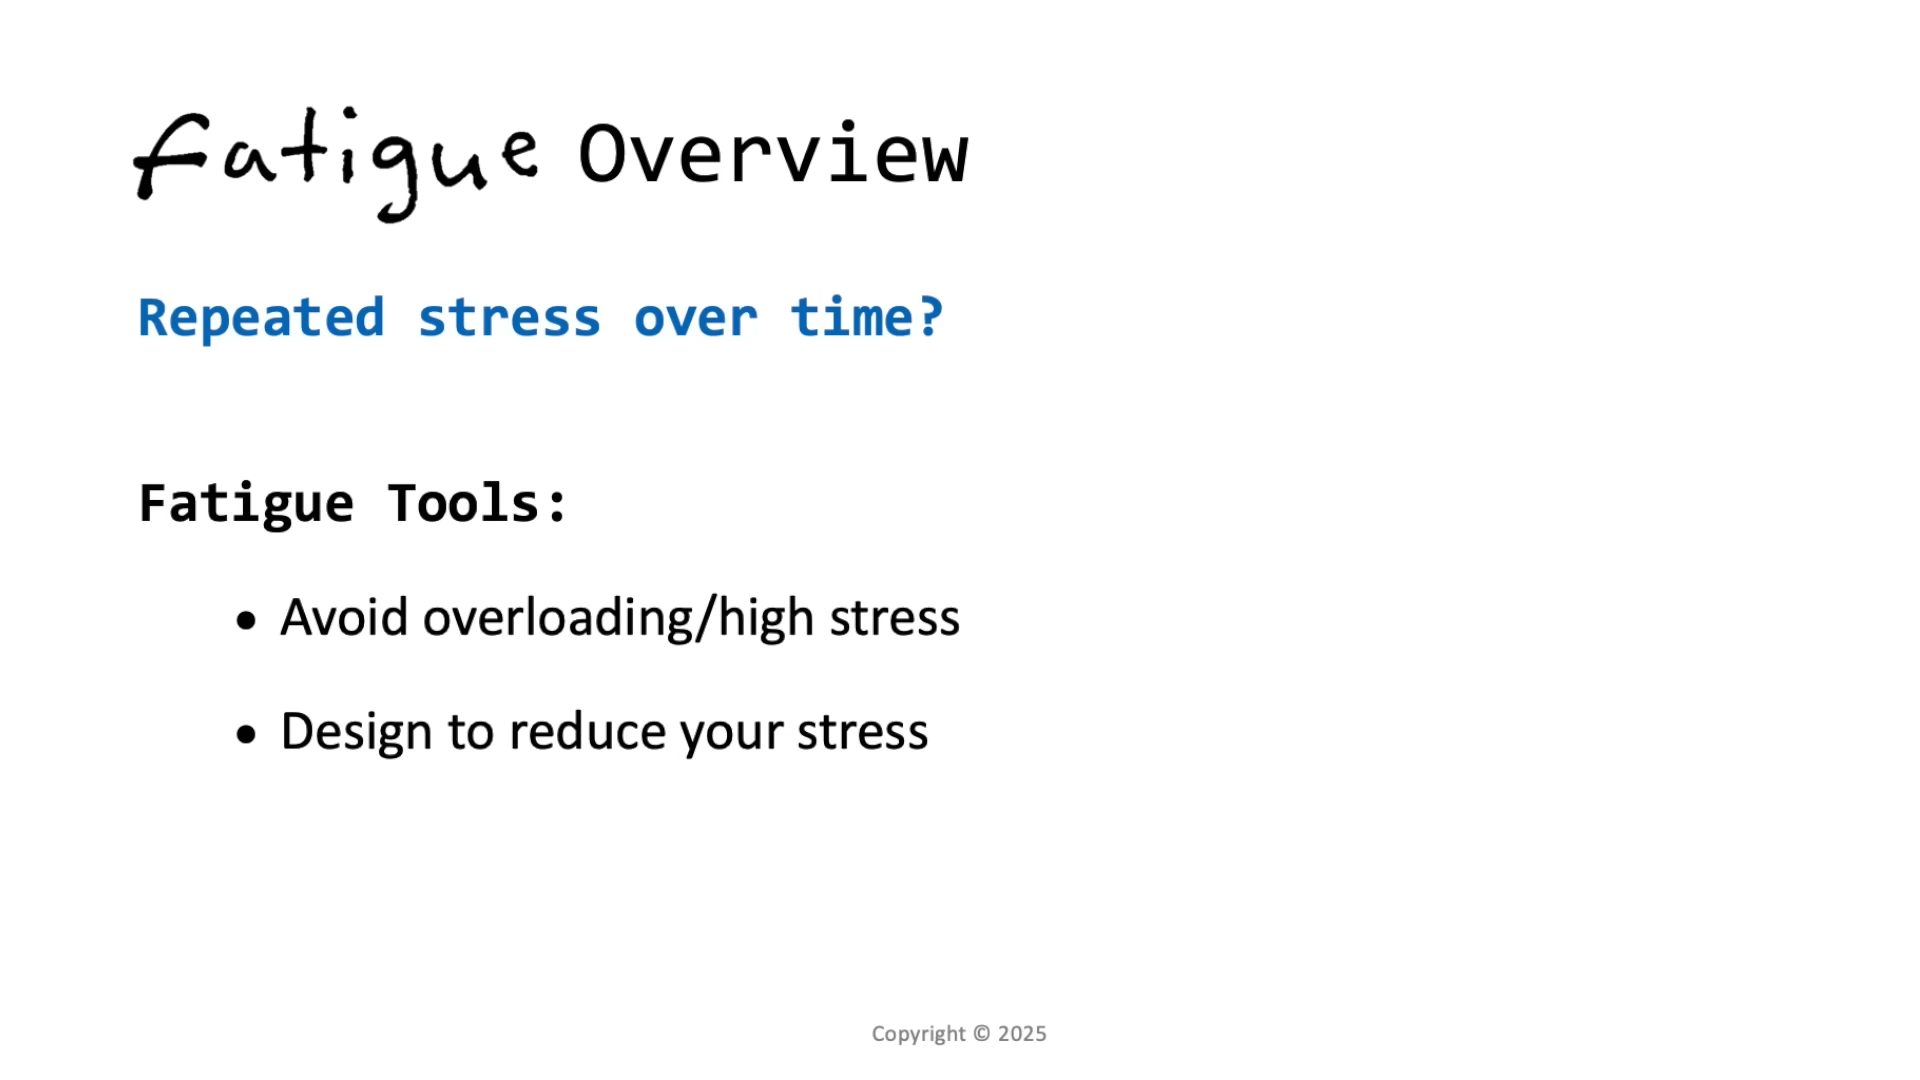 Fatigue Overview
Repeated stress over time?
Fatigue Tools:
• Avoid overloading/high stress
• Design to reduce your stress
Copyright © 2025